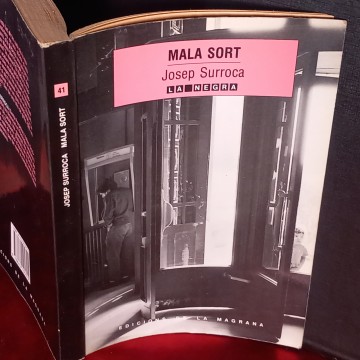 MALA SORT
Josep Surroca
LA NEGRA
EDICIONS DE LA MAGRANA
41
JOSEP SURROCA MALA SORT